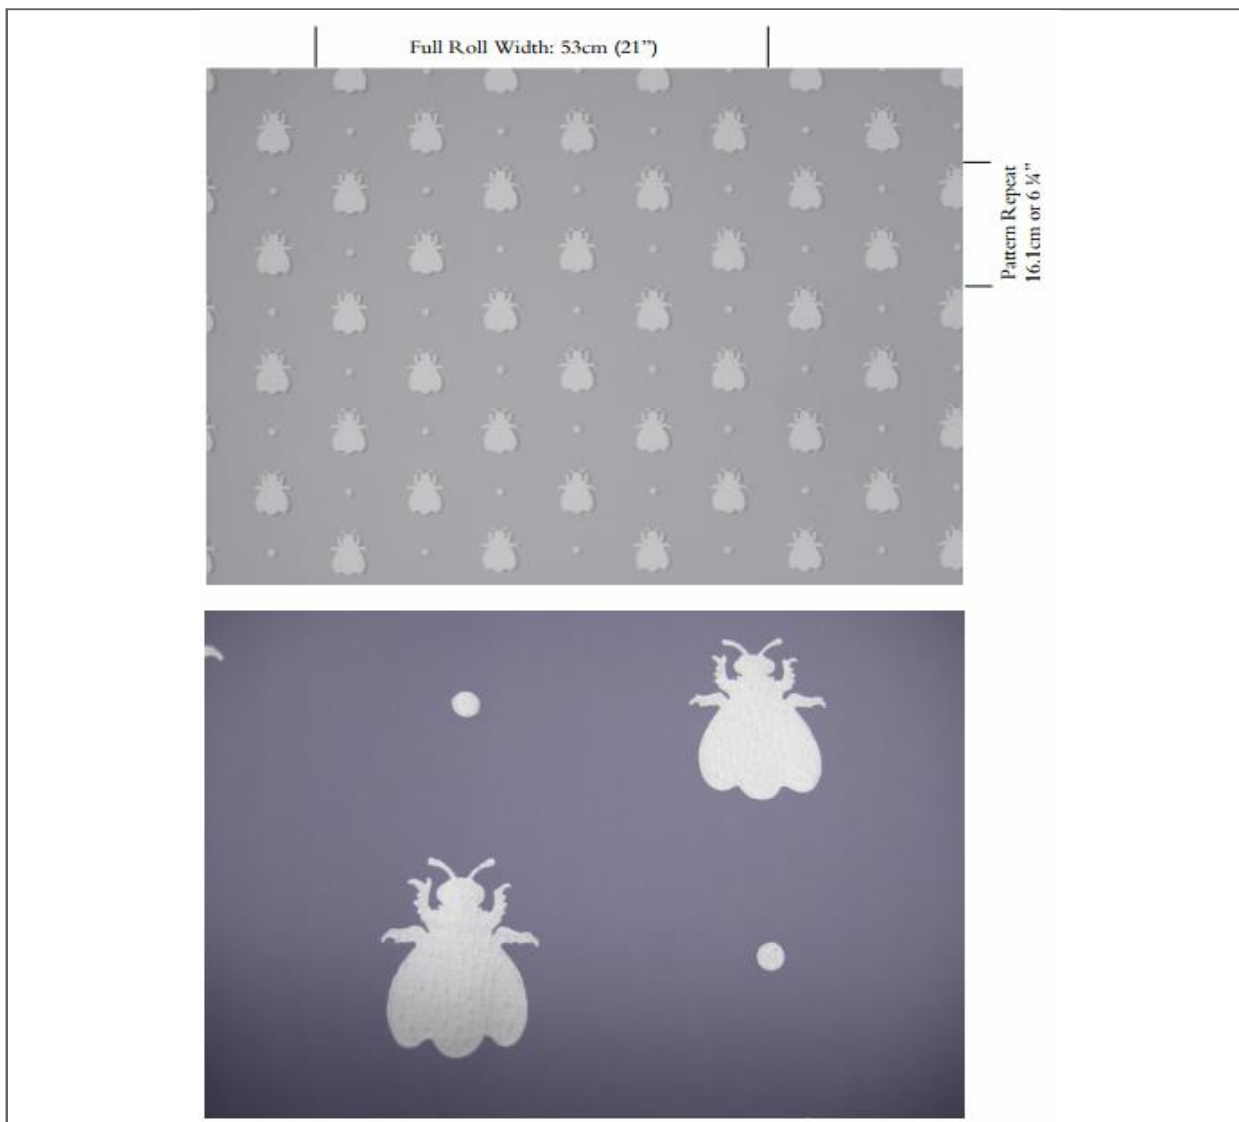 Full Roll Width: 53cm (21”)
Pattern Repeat
16.1cm or 6 ¼”